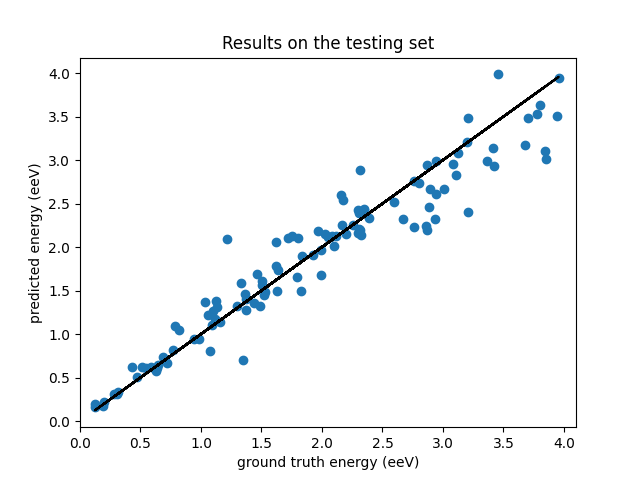 Results on the testing set
predicted energy (eeV)
4.0
3.5
3.0
2.5
2.0
1.5
1.0
0.5
0.0
0.0 0.5 1.0 1.5 2.0 2.5 3.0 3.5 4.0
ground truth energy (eeV)